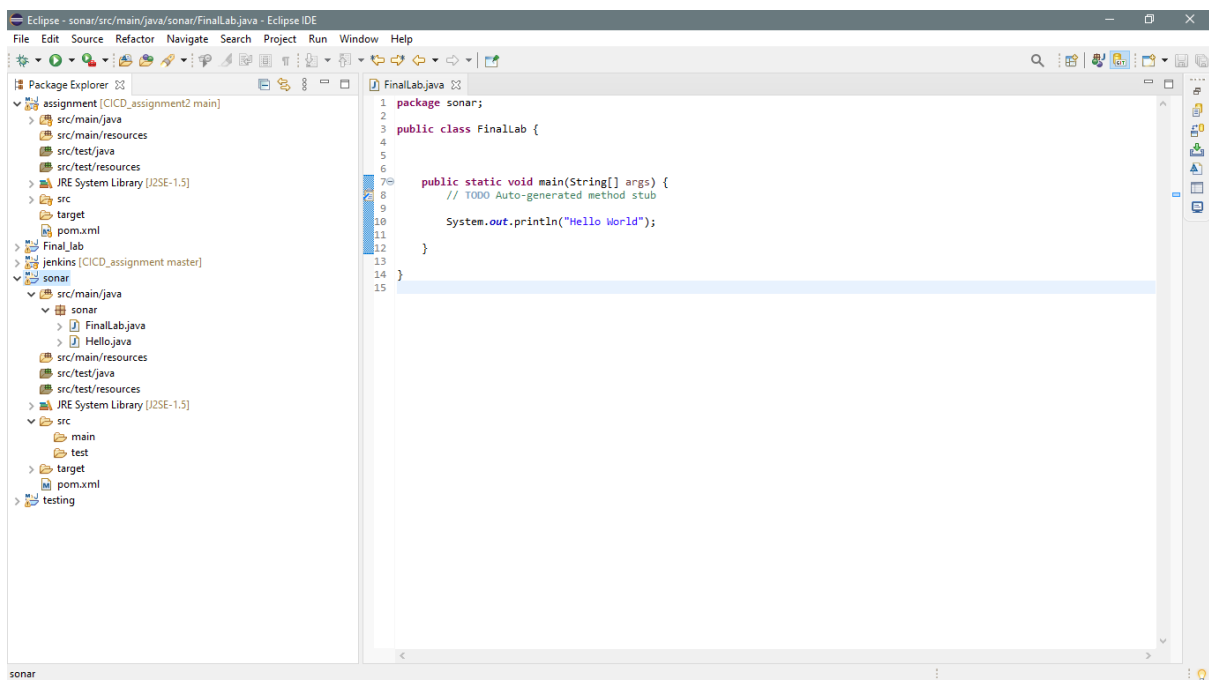 Eclipse - sonar/src/main/java/sonar/FinalLab.java - Eclipse IDE
File Edit Source Refactor Navigate Search Project Run Window Help
Package Explorer
assignment [CICD_assignment2 main]
src/main/java
src/main/resources
src/test/java
src/test/resources
JRE System Library [J2SE-1.5]
src
target
pom.xml
Final_lab
jenkins [CICD_assignment master]
sonar
src/main/java
sonar
FinalLab.java
Hello.java
src/main/resources
src/test/java
src/test/resources
JRE System Library [J2SE-1.5]
src
main
test
target
pom.xml
testing
FinalLab.java
1 package sonar;
2
3 public class FinalLab {
4
5
6
7 public static void main(String[] args) {
8 // TODO Auto-generated method stub
9
10 System.out.println("Hello World");
11
12 }
13
14 }
15
sonar